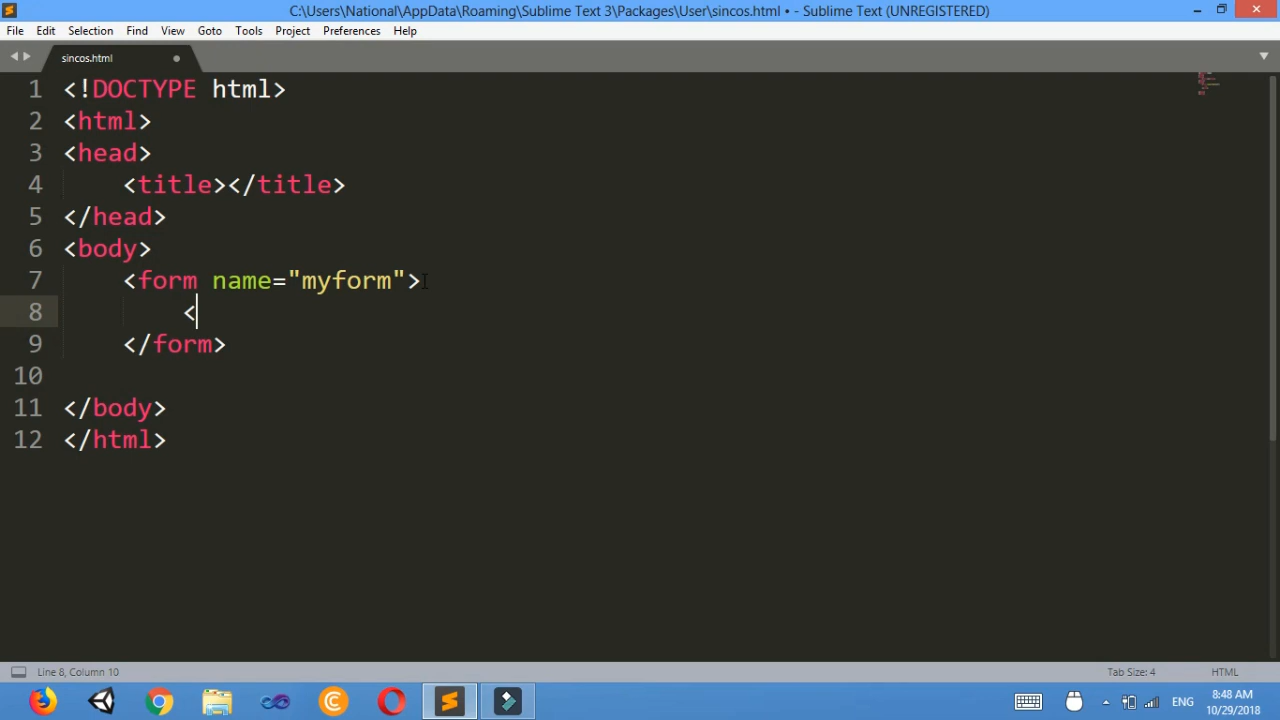 C:\Users\National\AppData\Roaming\Sublime Text 3\Packages\User\sincos.html • - Sublime Text (UNREGISTERED)
File Edit Selection Find View Goto Tools Project Preferences Help
sincos.html
1 <!DOCTYPE html>
2 <html>
3 <head>
4 <title></title>
5 </head>
6 <body>
7 <form name="myform">
8 <
9 </form>
10
11 </body>
12 </html>
Line 8, Column 10 Tab Size: 4 HTML
ENG
8:48 AM
10/29/2018